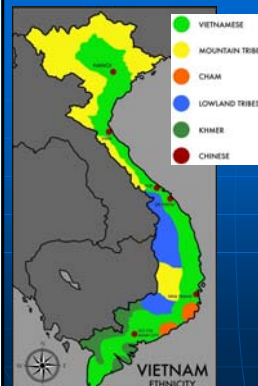 VIETNAMESE
MOUNTAIN TRIBES
CHAM
LOWLAND TRIBES
KHMER
CHINESE
HANOI
VIETNAM
ETHNICITY